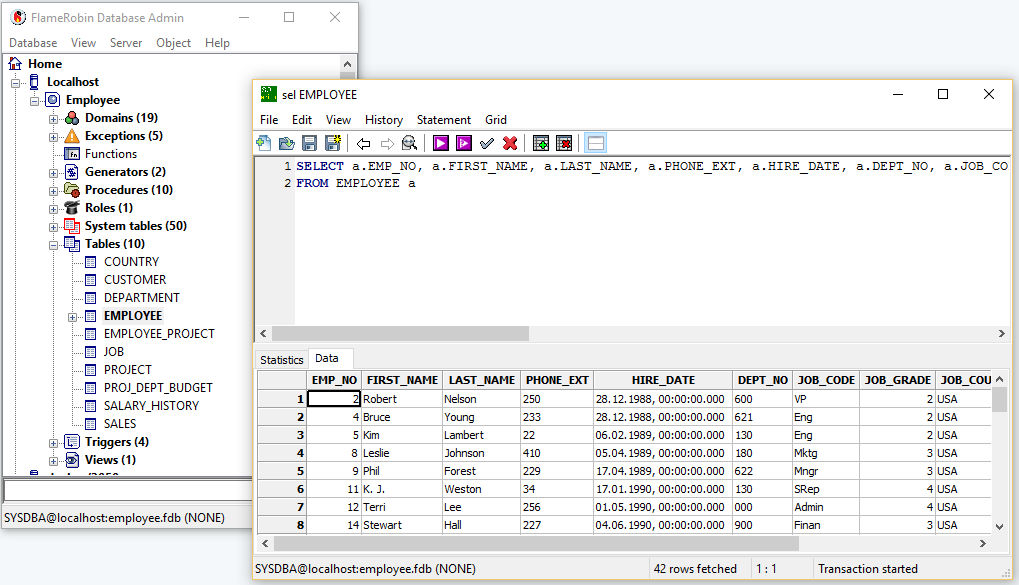 FlameRobin Database Admin
Database View Server Object Help
Home
Localhost
Employee
Domains (19)
Exceptions (5)
Functions
Generators (2)
Procedures (10)
Roles (1)
System tables (50)
Tables (10)
COUNTRY
CUSTOMER
DEPARTMENT
EMPLOYEE
EMPLOYEE_PROJECT
JOB
PROJECT
PROJ_DEPT_BUDGET
SALARY_HISTORY
SALES
Triggers (4)
Views (1)
SYSDBA@localhost:employee.fdb (NONE)
sel EMPLOYEE
File Edit View History Statement Grid
1 SELECT a.EMP_NO, a.FIRST_NAME, a.LAST_NAME, a.PHONE_EXT, a.HIRE_DATE, a.DEPT_NO, a.JOB_CO
2 FROM EMPLOYEE a
Statistics Data
EMP_NO FIRST_NAME LAST_NAME PHONE_EXT HIRE_DATE DEPT_NO JOB_CODE JOB_GRADE JOB_COU
1 2 Robert Nelson 250 28.12.1988, 00:00:00.000 600 VP 2 USA
2 4 Bruce Young 233 28.12.1988, 00:00:00.000 621 Eng 2 USA
3 5 Kim Lambert 22 06.02.1989, 00:00:00.000 130 Eng 2 USA
4 8 Leslie Johnson 410 05.04.1989, 00:00:00.000 180 Mktg 3 USA
5 9 Phil Forest 229 17.04.1989, 00:00:00.000 622 Mngr 3 USA
6 11 K. J. Weston 34 17.01.1990, 00:00:00.000 130 SRep 4 USA
7 12 Terri Lee 256 01.05.1990, 00:00:00.000 000 Admin 4 USA
8 14 Stewart Hall 227 04.06.1990, 00:00:00.000 900 Finan 3 USA
SYSDBA@localhost:employee.fdb (NONE) 42 rows fetched 1 : 1 Transaction started